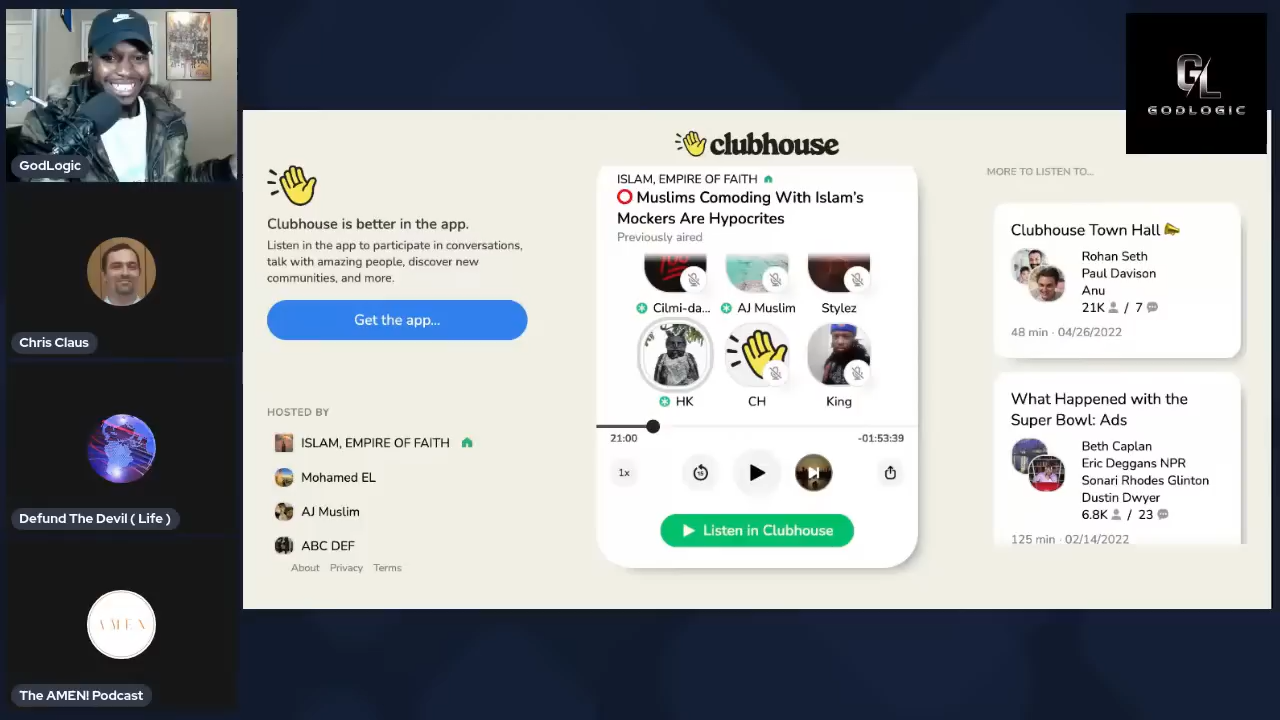 GodLogic
Chris Claus
Defund The Devil ( Life )
AMEN
The AMEN! Podcast
Clubhouse is better in the app.
Listen in the app to participate in conversations,
talk with amazing people, discover new
communities, and more.
Get the app...
HOSTED BY
ISLAM, EMPIRE OF FAITH
Mohamed EL
AJ Muslim
ABC DEF
About Privacy Terms
clubhouse
ISLAM, EMPIRE OF FAITH
⭕ Muslims Comoding With Islam's
Mockers Are Hypocrites
Previously aired
Cilmi-da... AJ Muslim Stylez
HK CH King
21:00 -01:53:39
1x 15
Listen in Clubhouse
GL
GODLOGIC
MORE TO LISTEN TO...
Clubhouse Town Hall 📣
Rohan Seth
Paul Davison
Anu
21K / 7
48 min · 04/26/2022
What Happened with the
Super Bowl: Ads
Beth Caplan
Eric Deggans NPR
Sonari Rhodes Glinton
Dustin Dwyer
6.8K / 23
125 min · 02/14/2022